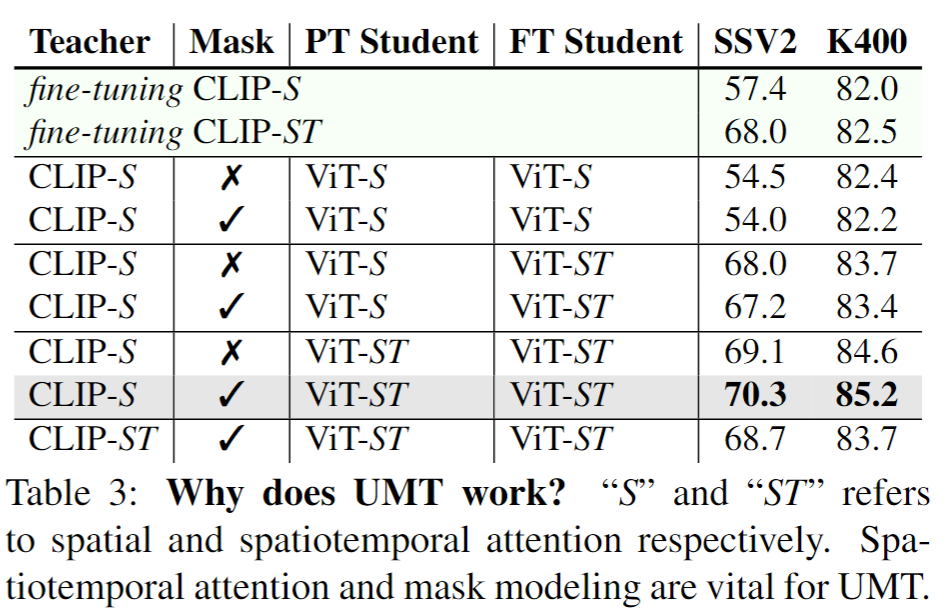 Teacher Mask PT Student FT Student SSV2 K400
fine-tuning CLIP-S 57.4 82.0
fine-tuning CLIP-ST 68.0 82.5
CLIP-S ✗ ViT-S ViT-S 54.5 82.4
CLIP-S ✓ ViT-S ViT-S 54.0 82.2
CLIP-S ✗ ViT-S ViT-ST 68.0 83.7
CLIP-S ✓ ViT-S ViT-ST 67.2 83.4
CLIP-S ✗ ViT-ST ViT-ST 69.1 84.6
CLIP-S ✓ ViT-ST ViT-ST 70.3 85.2
CLIP-ST ✓ ViT-ST ViT-ST 68.7 83.7
Table 3: Why does UMT work? “S” and “ST” refers
to spatial and spatiotemporal attention respectively. Spa-
tiotemporal attention and mask modeling are vital for UMT.